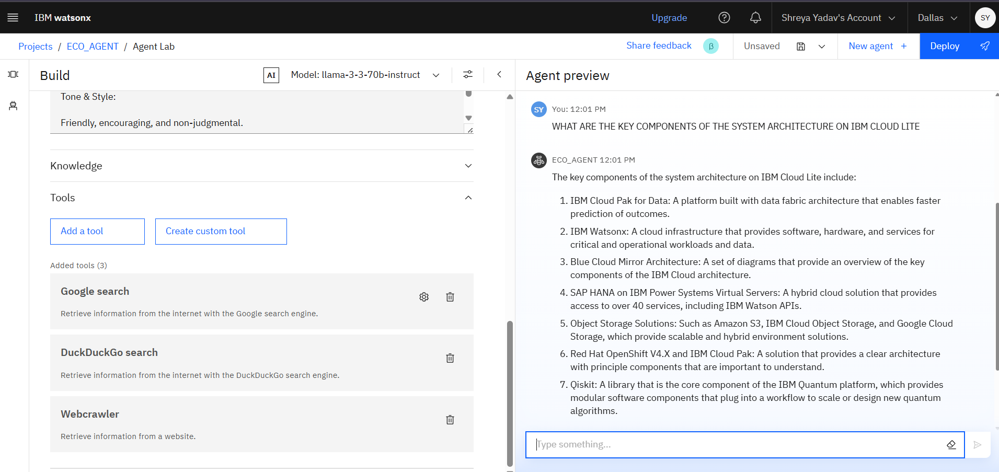 IBM watsonx
Upgrade
Shreya Yadav's Account
Dallas
SY
Projects / ECO_AGENT / Agent Lab
Share feedback
β
Unsaved
New agent +
Deploy
Build
AI
Model: llama-3-3-70b-instruct
Tone & Style:
Friendly, encouraging, and non-judgmental.
Knowledge
Tools
Add a tool
Create custom tool
Added tools (3)
Google search
Retrieve information from the internet with the Google search engine.
DuckDuckGo search
Retrieve information from the internet with the DuckDuckGo search engine.
Webcrawler
Retrieve information from a website.
Agent preview
SY
You: 12:01 PM
WHAT ARE THE KEY COMPONENTS OF THE SYSTEM ARCHITECTURE ON IBM CLOUD LITE
ECO_AGENT 12:01 PM
The key components of the system architecture on IBM Cloud Lite include:
1. IBM Cloud Pak for Data: A platform built with data fabric architecture that enables faster
prediction of outcomes.
2. IBM Watsonx: A cloud infrastructure that provides software, hardware, and services for
critical and operational workloads and data.
3. Blue Cloud Mirror Architecture: A set of diagrams that provide an overview of the key
components of the IBM Cloud architecture.
4. SAP HANA on IBM Power Systems Virtual Servers: A hybrid cloud solution that provides
access to over 40 services, including IBM Watson APIs.
5. Object Storage Solutions: Such as Amazon S3, IBM Cloud Object Storage, and Google Cloud
Storage, which provide scalable and hybrid environment solutions.
6. Red Hat OpenShift V4.X and IBM Cloud Pak: A solution that provides a clear architecture
with principle components that are important to understand.
7. Qiskit: A library that is the core component of the IBM Quantum platform, which provides
modular software components that plug into a workflow to scale or design new quantum
algorithms.
Type something...